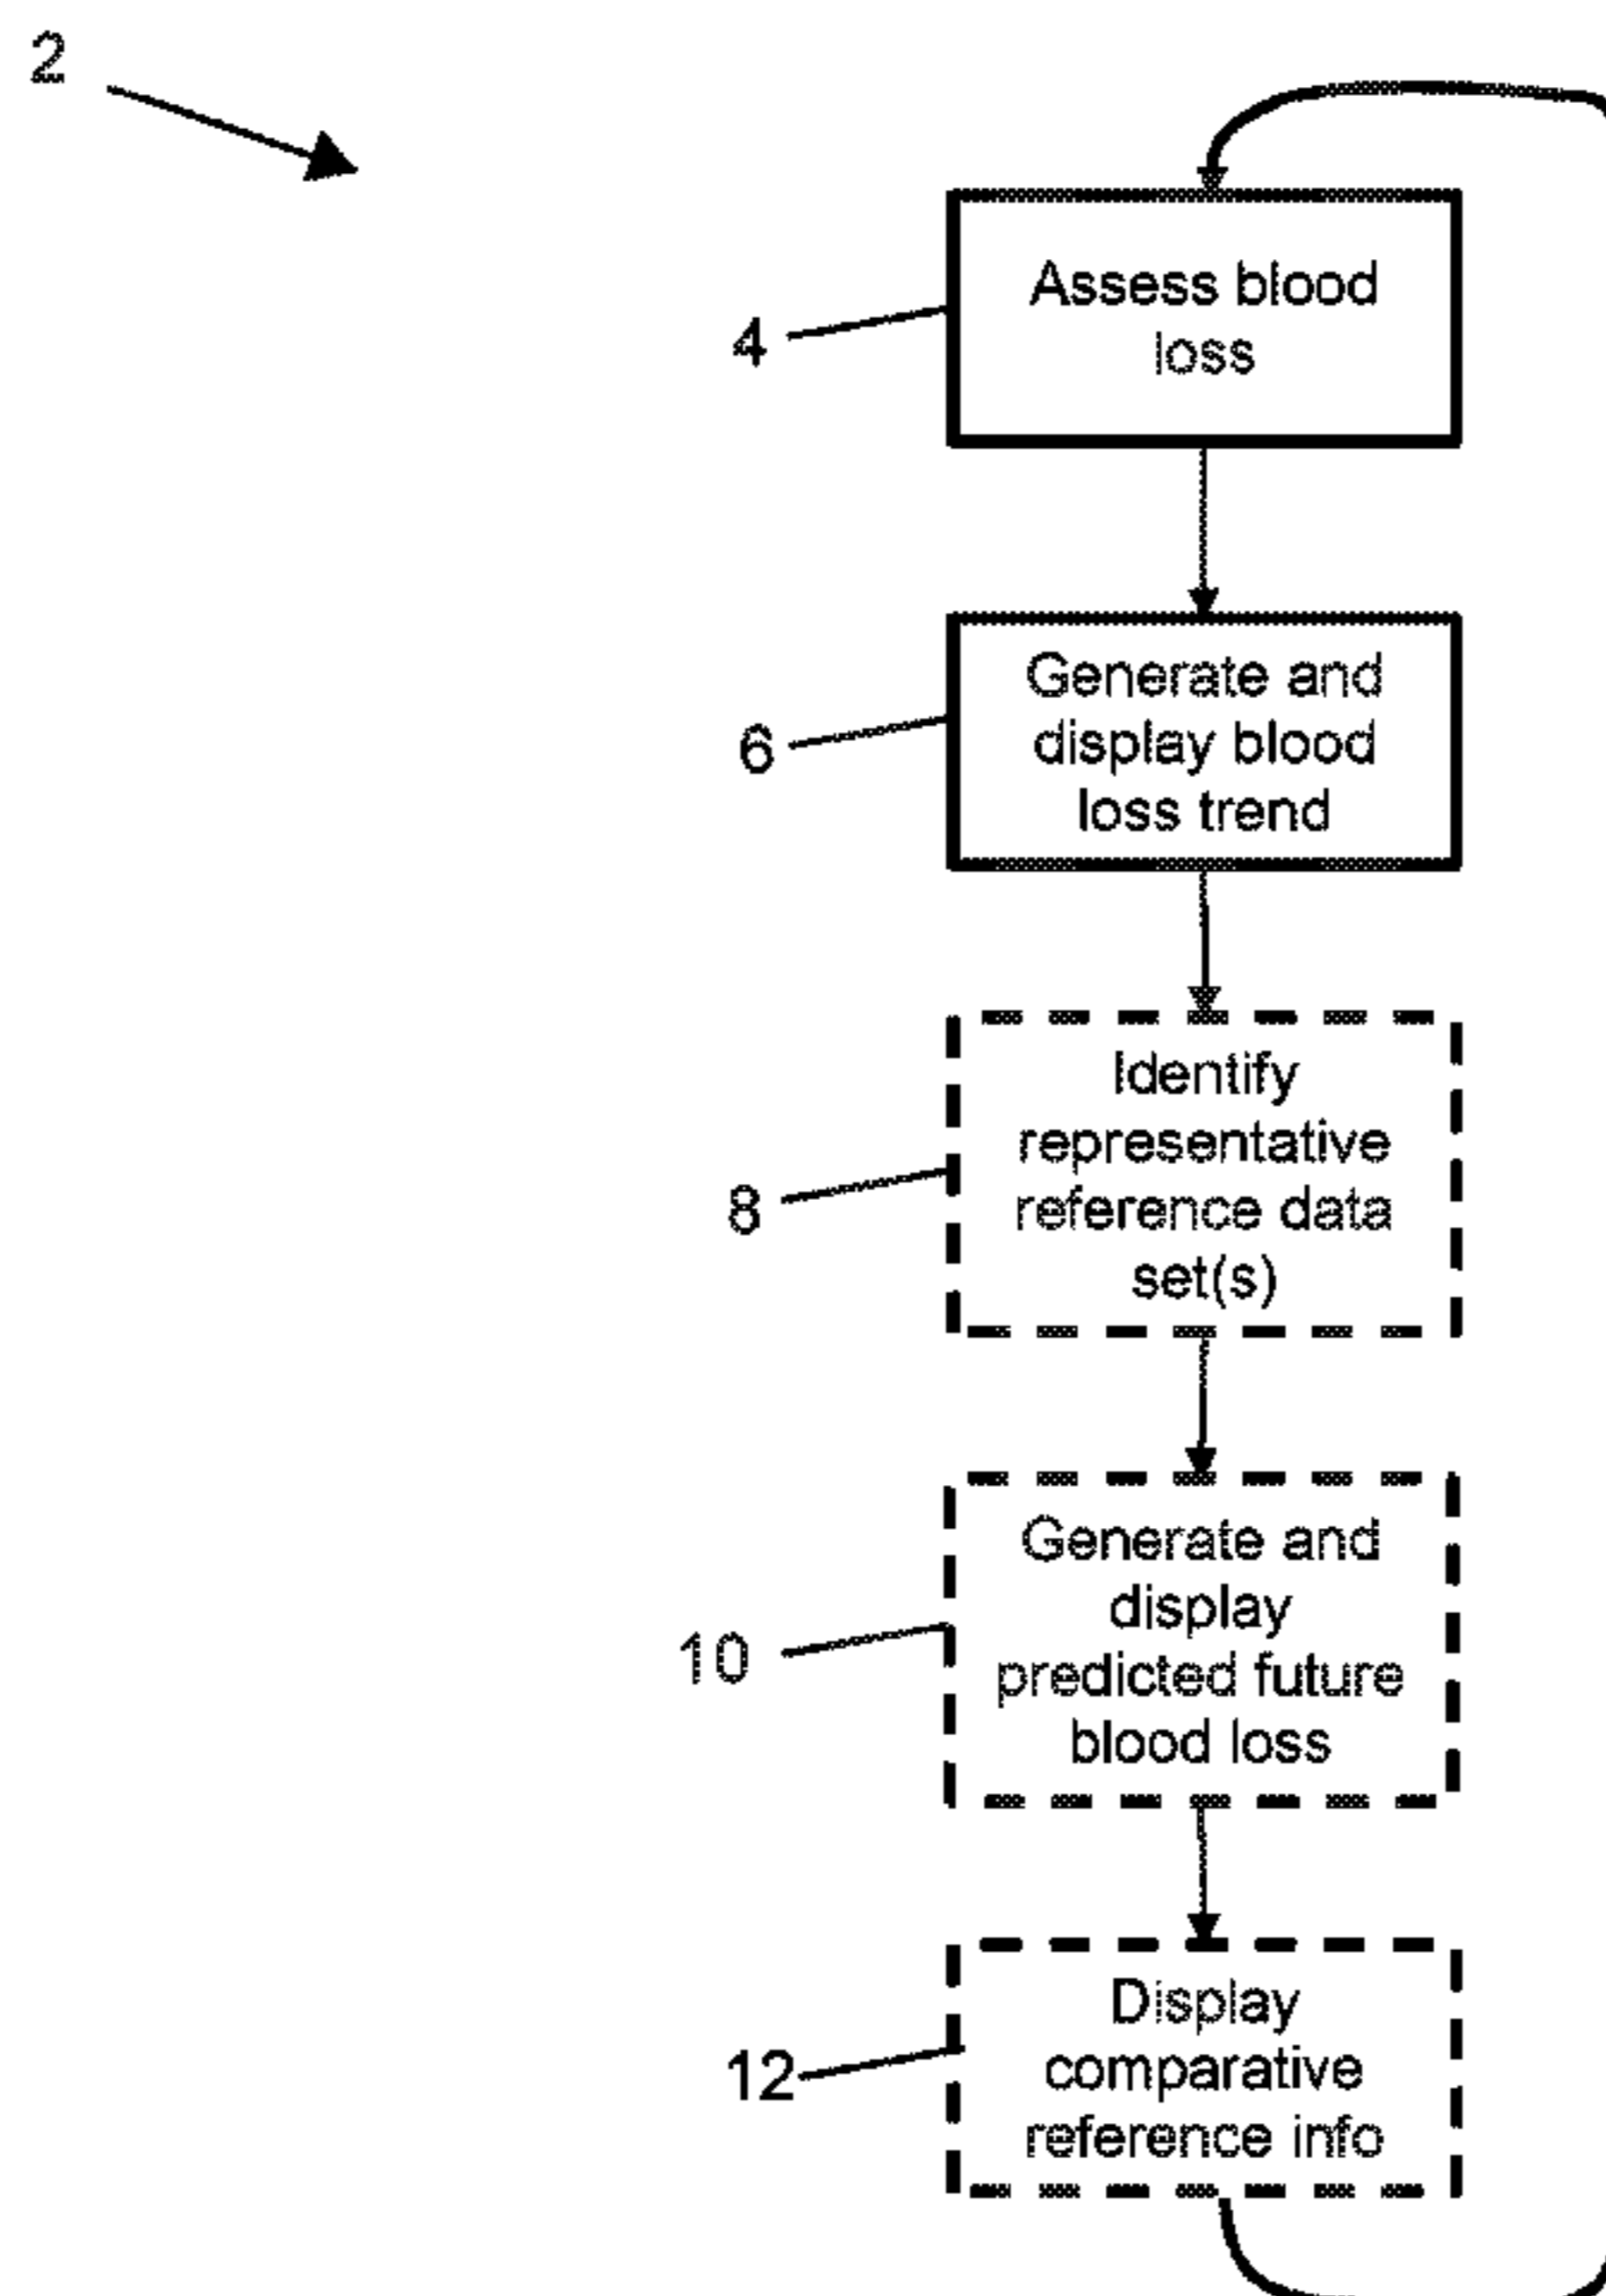 2
4
Assess blood
loss
6
Generate and
display blood
loss trend
8
Identify
representative
reference data
set(s)
10
Generate and
display
predicted future
blood loss
12
Display
comparative
reference info